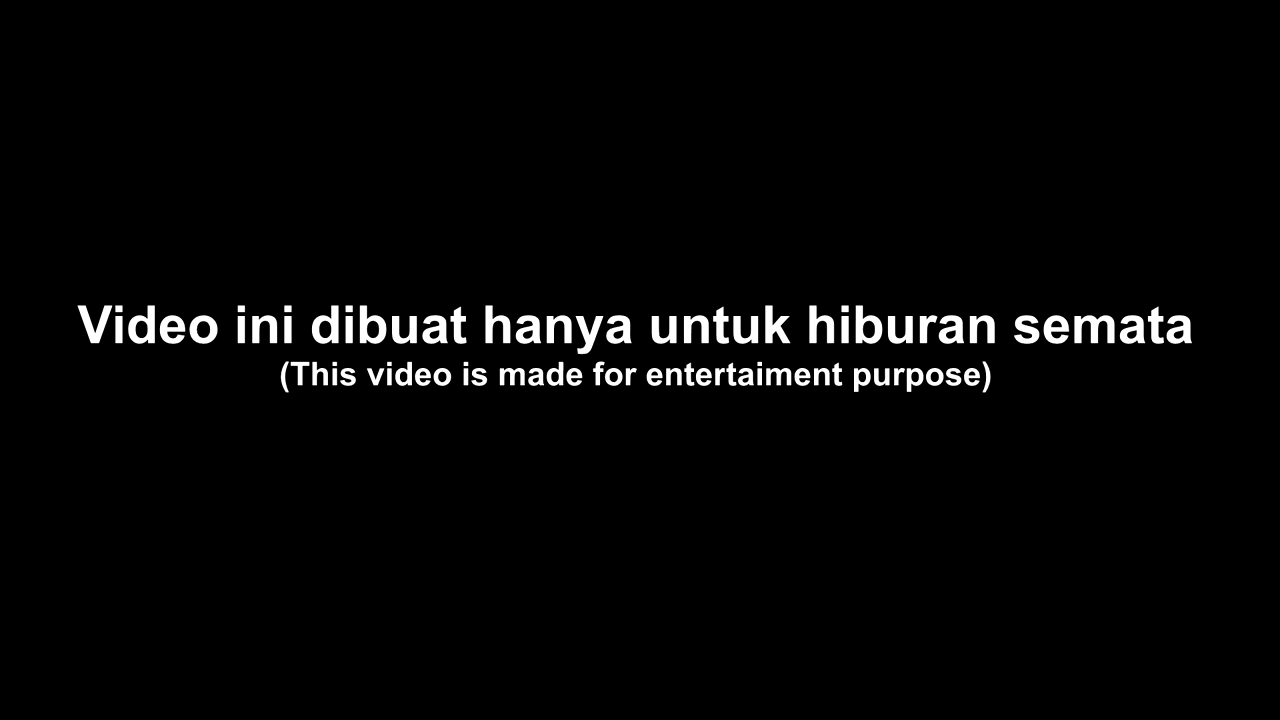 Video ini dibuat hanya untuk hiburan semata
(This video is made for entertaiment purpose)